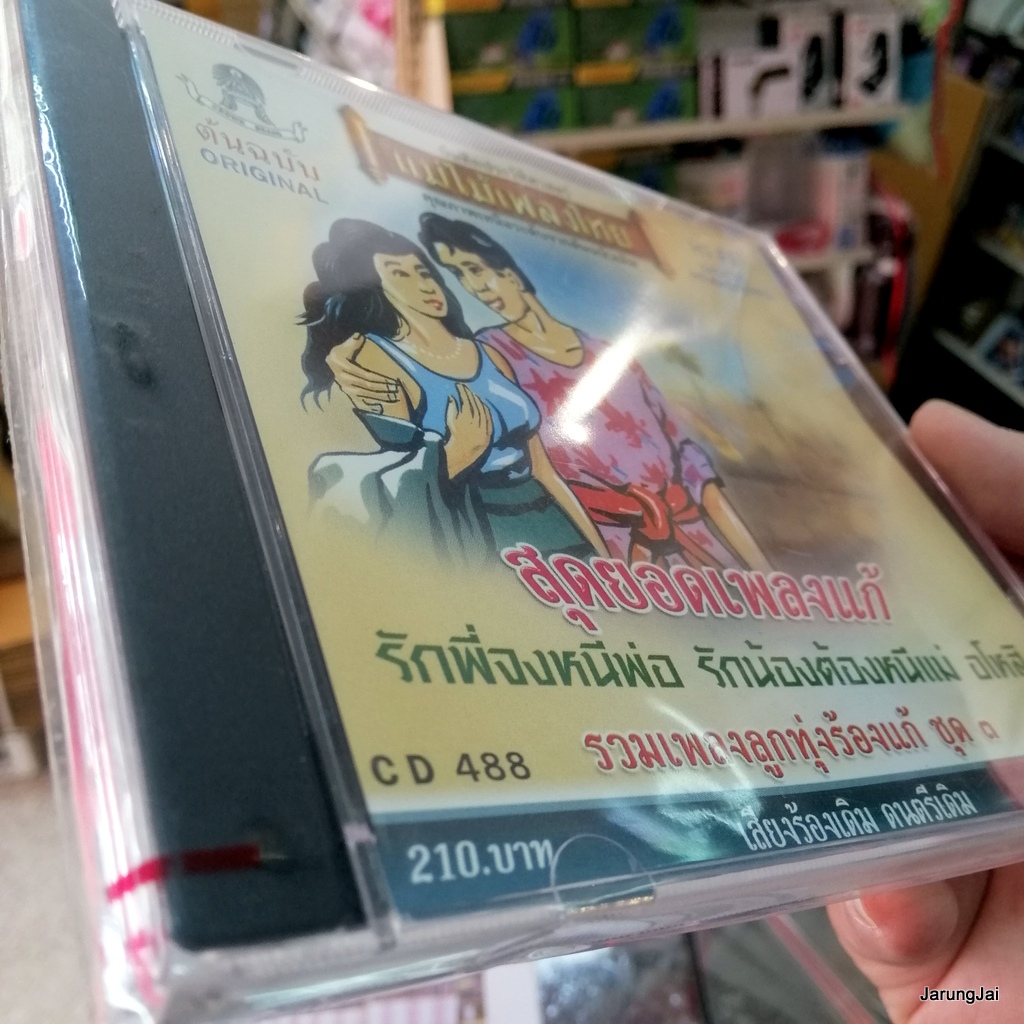 ต้นฉบับ
ORIGINAL
แม่ไม้เพลงไทย
สุดยอดเพลงแก้
รักพี่จงหนีพ่อ รักน้องต้องหนีแม่ อโหสิ
รวมเพลงลูกทุ่งร้องแก้ ชุด ๑
CD 488
เสียงร้องเดิม ดนตรีเดิม
210.บาท
JarungJai